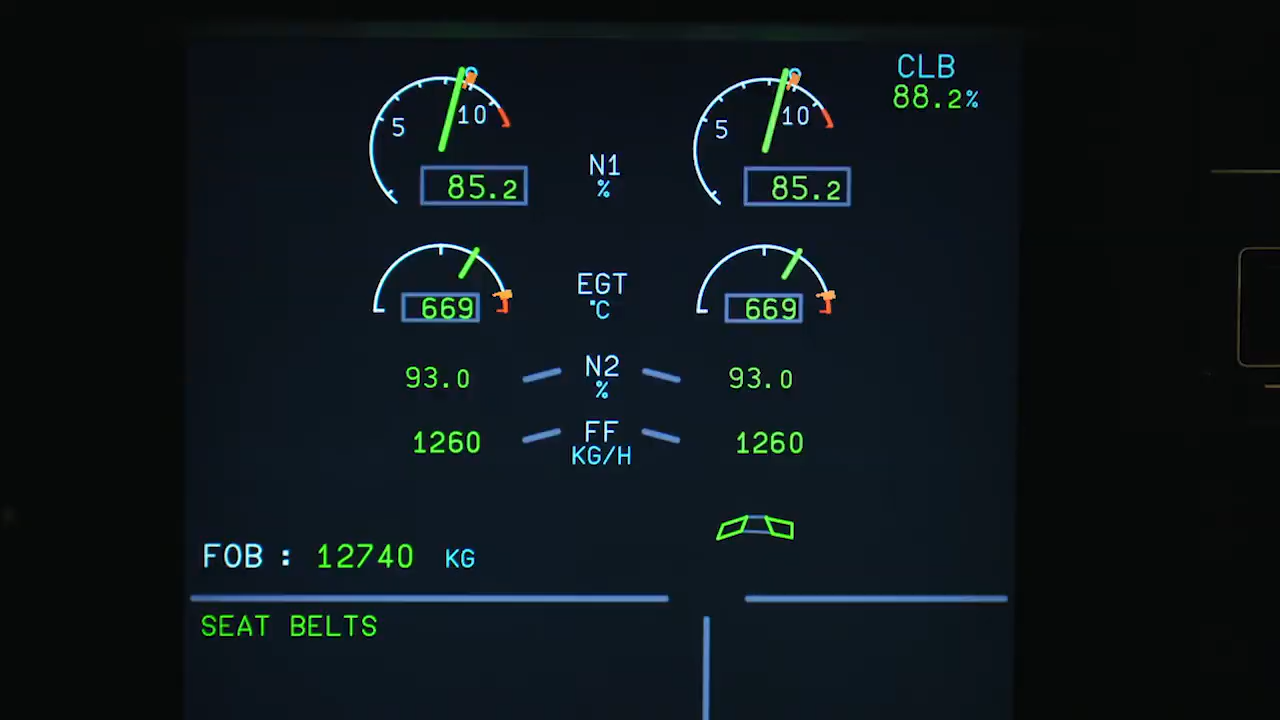 CLB
88.2%
5 10 5 10
N1
%
85.2 85.2
EGT
°C
669 669
N2
%
93.0 93.0
FF
KG/H
1260 1260
FOB : 12740 KG
SEAT BELTS